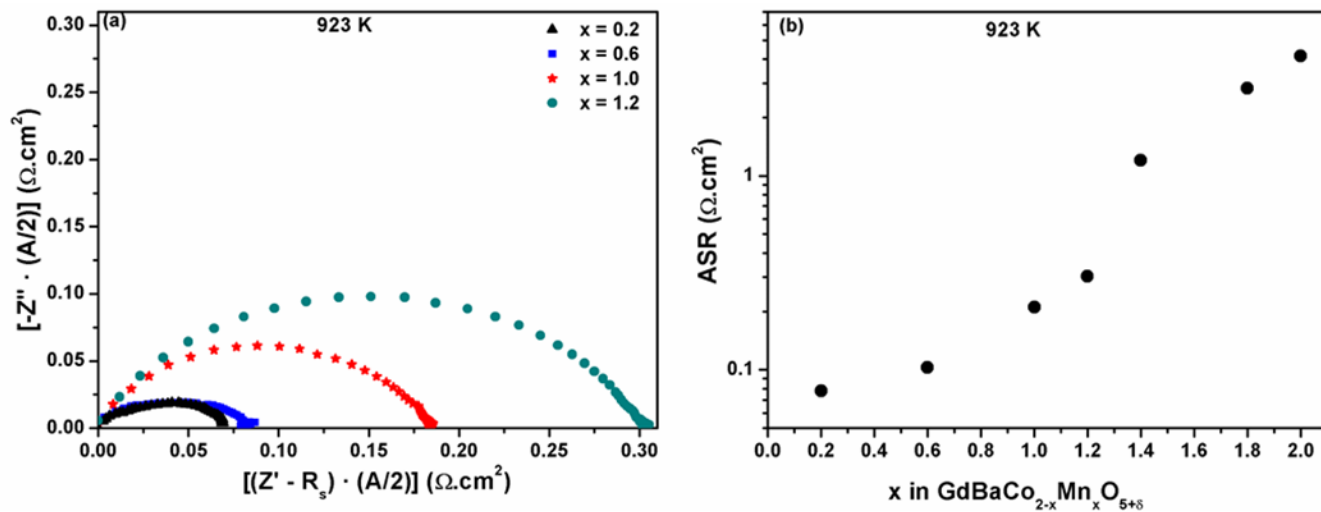 (a)
923 K
x = 0.2
x = 0.6
x = 1.0
x = 1.2
0.30
0.25
0.20
0.15
0.10
0.05
0.00
[-Z'' · (A/2)] (Ω.cm²)
0.00 0.05 0.10 0.15 0.20 0.25 0.30
[(Z' - Rₛ) · (A/2)] (Ω.cm²)
(b)
923 K
1
0.1
ASR (Ω.cm²)
0.0 0.2 0.4 0.6 0.8 1.0 1.2 1.4 1.6 1.8 2.0
x in GdBaCo₂₋ₓMnₓO₅₊δ